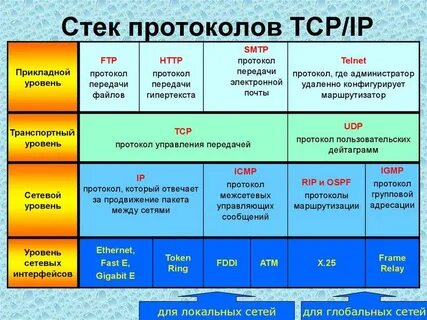 Стек протоколов TCP/IP
Прикладной
уровень
FTP
протокол
передачи
файлов
HTTP
протокол
передачи
гипертекста
SMTP
протокол
передачи
электронной
почты
Telnet
протокол, где администратор
удаленно конфигурирует
маршрутизатор
Транспортный
уровень
TCP
протокол управления передачей
UDP
протокол пользовательских
дейтаграмм
Сетевой
уровень
IP
протокол, который отвечает
за продвижение пакета
между сетями
ICMP
протокол
межсетевых
управляющих
сообщений
RIP и OSPF
протоколы
маршрутизации
IGMP
протокол
групповой
адресации
Уровень
сетевых
интерфейсов
Ethernet,
Fast E,
Gigabit E
Token
Ring
FDDI
ATM
X.25
Frame
Relay
для локальных сетей
для глобальных сетей